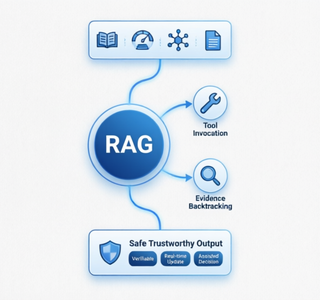 RAG
Tool
Invocation
Evidence
Backtracking
Safe Trustworthy Output
Verifiable
Real-time
Update
Assisted
Decision